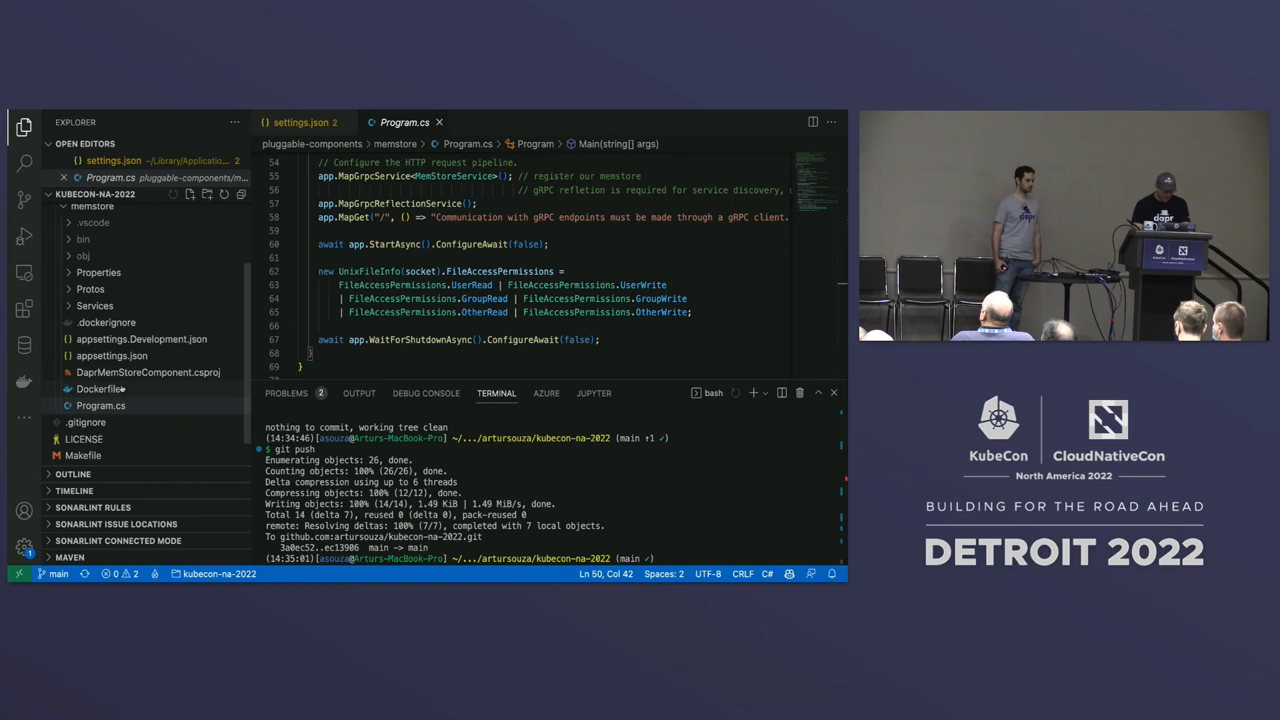 EXPLORER
OPEN EDITORS
settings.json ~/Library/Applicatio... 2
Program.cs pluggable-components/m...
KUBECON-NA-2022
memstore
.vscode
bin
obj
Properties
Protos
Services
.dockerignore
appsettings.Development.json
appsettings.json
DaprMemStoreComponent.csproj
Dockerfile
Program.cs
.gitignore
LICENSE
Makefile
OUTLINE
TIMELINE
SONARLINT RULES
SONARLINT ISSUE LOCATIONS
SONARLINT CONNECTED MODE
MAVEN
settings.json 2
Program.cs
pluggable-components > memstore > Program.cs > Program > Main(string[] args)
54 // Configure the HTTP request pipeline.
55 app.MapGrpcService<MemStoreService>(); // register our memstore
56 // gRPC refletion is required for service discovery,
57 app.MapGrpcReflectionService();
58 app.MapGet("/", () => "Communication with gRPC endpoints must be made through a gRPC client.
59
60 await app.StartAsync().ConfigureAwait(false);
61
62 new UnixFileInfo(socket).FileAccessPermissions =
63 FileAccessPermissions.UserRead | FileAccessPermissions.UserWrite
64 | FileAccessPermissions.GroupRead | FileAccessPermissions.GroupWrite
65 | FileAccessPermissions.OtherRead | FileAccessPermissions.OtherWrite;
66
67 await app.WaitForShutdownAsync().ConfigureAwait(false);
68 }
69 }
PROBLEMS 2 OUTPUT DEBUG CONSOLE TERMINAL AZURE JUPYTER bash
nothing to commit, working tree clean
(14:34:46)[asouza@Arturs-MacBook-Pro] ~/.../artursouza/kubecon-na-2022 (main ↑1 ✓)
$ git push
Enumerating objects: 26, done.
Counting objects: 100% (26/26), done.
Delta compression using up to 6 threads
Compressing objects: 100% (12/12), done.
Writing objects: 100% (14/14), 1.49 KiB | 1.49 MiB/s, done.
Total 14 (delta 7), reused 0 (delta 0), pack-reused 0
remote: Resolving deltas: 100% (7/7), completed with 7 local objects.
To github.com:artursouza/kubecon-na-2022.git
3a0ec52..ec13906 main -> main
(14:35:01)[asouza@Arturs-MacBook-Pro] ~/.../artursouza/kubecon-na-2022 (main ✓)
1
main 0 2 kubecon-na-2022 Ln 50, Col 42 Spaces: 2 UTF-8 CRLF C#
dapr
dapr
KubeCon CloudNativeCon
KubeCon CloudNativeCon
North America 2022
BUILDING FOR THE ROAD AHEAD
DETROIT 2022